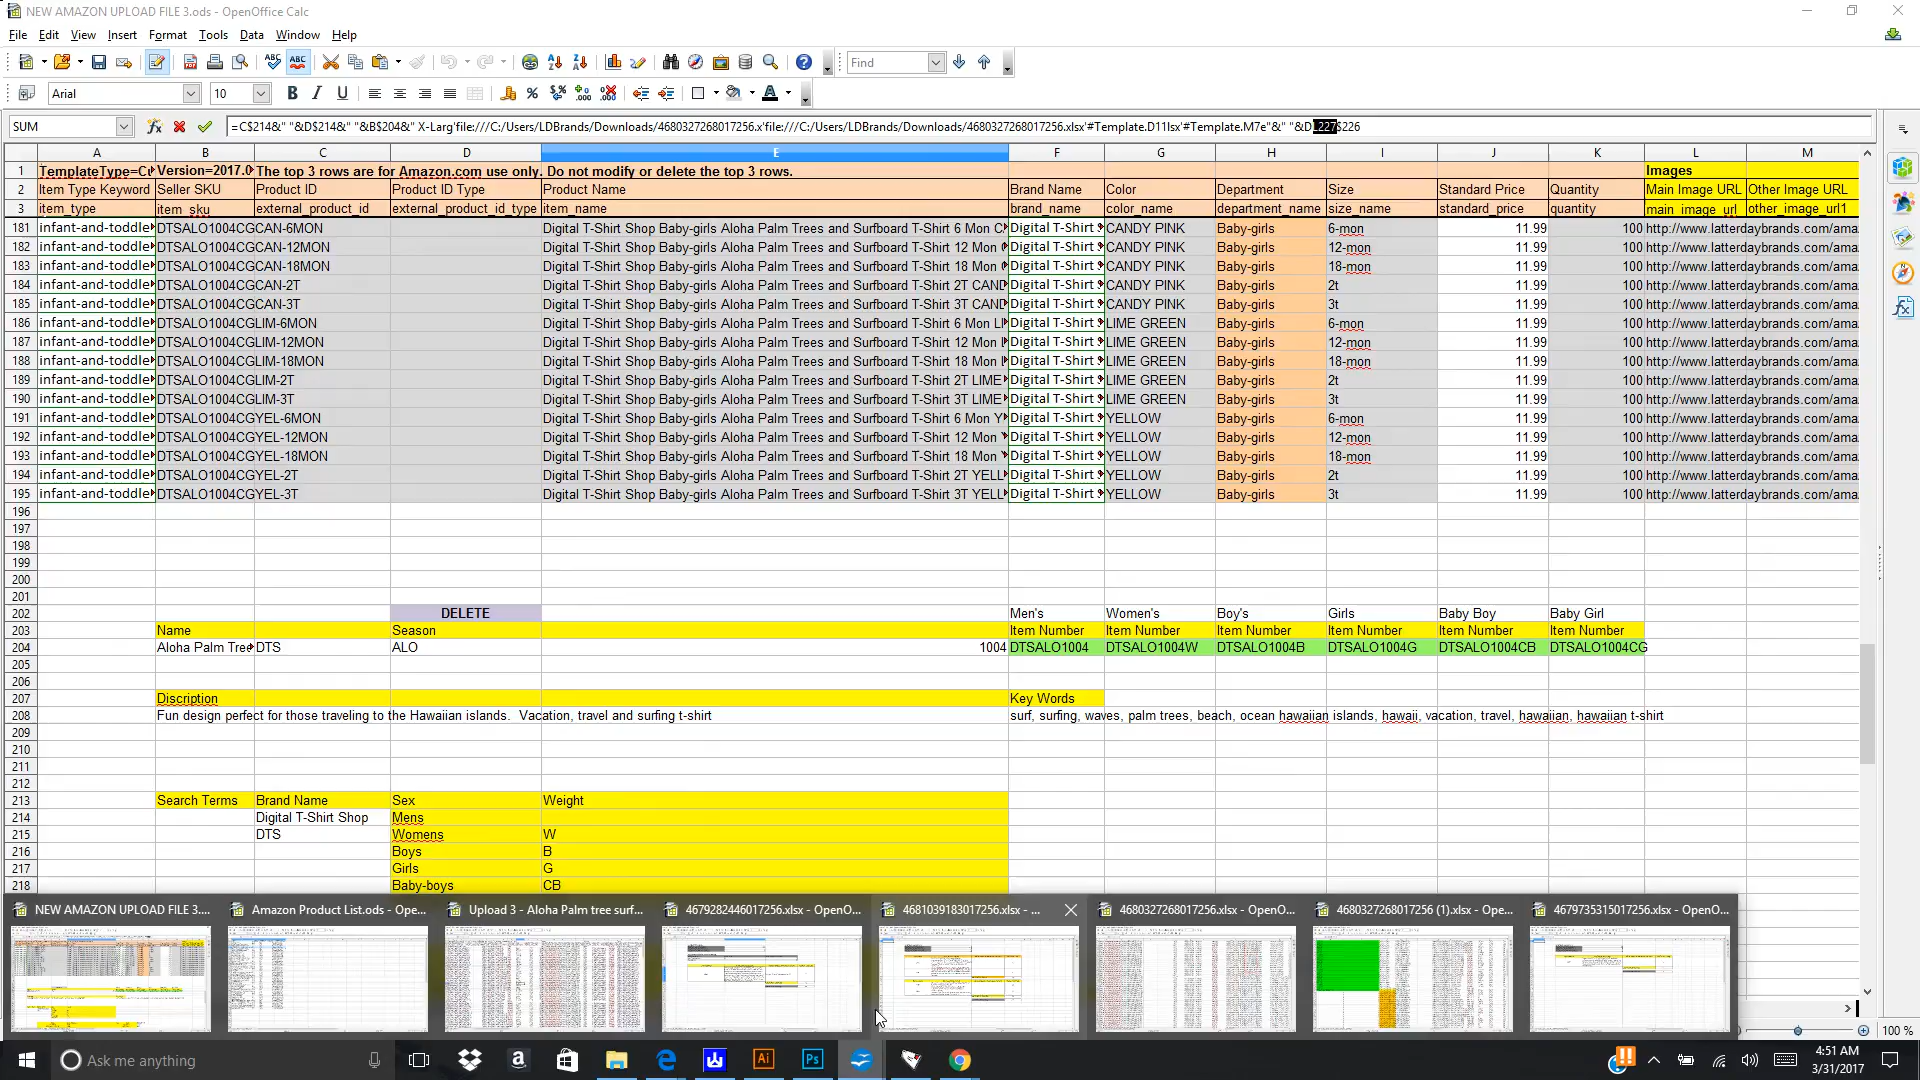 NEW AMAZON UPLOAD FILE 3.ods - OpenOffice Calc
File Edit View Insert Format Tools Data Window Help
Find
Arial 10
SUM =C$214&" "&D$214&" "&B$204&" X-Larg'file:///C:/Users/LDBrands/Downloads/4680327268017256.x'file:///C:/Users/LDBrands/Downloads/4680327268017256.xlsx'#Template.D11lsx'#Template.M7e"&" "&DL227$226
A B C D E F G H I J K L M
1 Version=2017.0 The top 3 rows are for Amazon.com use only. Do not modify or delete the top 3 rows. Images
2 Item Type Keyword Seller SKU Product ID Product ID Type Product Name Brand Name Color Department Size Standard Price Quantity Main Image URL Other Image URL
3 item_type item_sku external_product_id external_product_id_type item_name brand_name color_name department_name size_name standard_price quantity main_image_url other_image_url1
181 infant-and-toddle DTSALO1004CGCAN-6MON Digital T-Shirt Shop Baby-girls Aloha Palm Trees and Surfboard T-Shirt 6 Mon C Digital T-Shirt CANDY PINK Baby-girls 6-mon 11.99 100 http://www.latterdaybrands.com/ama
182 infant-and-toddle DTSALO1004CGCAN-12MON Digital T-Shirt Shop Baby-girls Aloha Palm Trees and Surfboard T-Shirt 12 Mon Digital T-Shirt CANDY PINK Baby-girls 12-mon 11.99 100 http://www.latterdaybrands.com/ama
183 infant-and-toddle DTSALO1004CGCAN-18MON Digital T-Shirt Shop Baby-girls Aloha Palm Trees and Surfboard T-Shirt 18 Mon Digital T-Shirt CANDY PINK Baby-girls 18-mon 11.99 100 http://www.latterdaybrands.com/ama
184 infant-and-toddle DTSALO1004CGCAN-2T Digital T-Shirt Shop Baby-girls Aloha Palm Trees and Surfboard T-Shirt 2T CAND Digital T-Shirt CANDY PINK Baby-girls 2t 11.99 100 http://www.latterdaybrands.com/ama
185 infant-and-toddle DTSALO1004CGCAN-3T Digital T-Shirt Shop Baby-girls Aloha Palm Trees and Surfboard T-Shirt 3T CAND Digital T-Shirt CANDY PINK Baby-girls 3t 11.99 100 http://www.latterdaybrands.com/ama
186 infant-and-toddle DTSALO1004CGLIM-6MON Digital T-Shirt Shop Baby-girls Aloha Palm Trees and Surfboard T-Shirt 6 Mon LI Digital T-Shirt LIME GREEN Baby-girls 6-mon 11.99 100 http://www.latterdaybrands.com/ama
187 infant-and-toddle DTSALO1004CGLIM-12MON Digital T-Shirt Shop Baby-girls Aloha Palm Trees and Surfboard T-Shirt 12 Mon Digital T-Shirt LIME GREEN Baby-girls 12-mon 11.99 100 http://www.latterdaybrands.com/ama
188 infant-and-toddle DTSALO1004CGLIM-18MON Digital T-Shirt Shop Baby-girls Aloha Palm Trees and Surfboard T-Shirt 18 Mon Digital T-Shirt LIME GREEN Baby-girls 18-mon 11.99 100 http://www.latterdaybrands.com/ama
189 infant-and-toddle DTSALO1004CGLIM-2T Digital T-Shirt Shop Baby-girls Aloha Palm Trees and Surfboard T-Shirt 2T LIME Digital T-Shirt LIME GREEN Baby-girls 2t 11.99 100 http://www.latterdaybrands.com/ama
190 infant-and-toddle DTSALO1004CGLIM-3T Digital T-Shirt Shop Baby-girls Aloha Palm Trees and Surfboard T-Shirt 3T LIME Digital T-Shirt LIME GREEN Baby-girls 3t 11.99 100 http://www.latterdaybrands.com/ama
191 infant-and-toddle DTSALO1004CGYEL-6MON Digital T-Shirt Shop Baby-girls Aloha Palm Trees and Surfboard T-Shirt 6 Mon Y Digital T-Shirt YELLOW Baby-girls 6-mon 11.99 100 http://www.latterdaybrands.com/ama
192 infant-and-toddle DTSALO1004CGYEL-12MON Digital T-Shirt Shop Baby-girls Aloha Palm Trees and Surfboard T-Shirt 12 Mon Digital T-Shirt YELLOW Baby-girls 12-mon 11.99 100 http://www.latterdaybrands.com/ama
193 infant-and-toddle DTSALO1004CGYEL-18MON Digital T-Shirt Shop Baby-girls Aloha Palm Trees and Surfboard T-Shirt 18 Mon Digital T-Shirt YELLOW Baby-girls 18-mon 11.99 100 http://www.latterdaybrands.com/ama
194 infant-and-toddle DTSALO1004CGYEL-2T Digital T-Shirt Shop Baby-girls Aloha Palm Trees and Surfboard T-Shirt 2T YELL Digital T-Shirt YELLOW Baby-girls 2t 11.99 100 http://www.latterdaybrands.com/ama
195 infant-and-toddle DTSALO1004CGYEL-3T Digital T-Shirt Shop Baby-girls Aloha Palm Trees and Surfboard T-Shirt 3T YELL Digital T-Shirt YELLOW Baby-girls 3t 11.99 100 http://www.latterdaybrands.com/ama
196
197
198
199
200
201
202 DELETE Men's Women's Boy's Girls Baby Boy Baby Girl
203 Name Season Item Number Item Number Item Number Item Number Item Number Item Number
204 Aloha Palm Tree DTS ALO 1004 DTSALO1004 DTSALO1004W DTSALO1004B DTSALO1004G DTSALO1004CB DTSALO1004CG
205
206
207 Discription Key Words
208 Fun design perfect for those traveling to the Hawaiian islands. Vacation, travel and surfing t-shirt surf, surfing, waves, palm trees, beach, ocean hawaiian islands, hawaii, vacation, travel, hawaiian, hawaiian t-shirt
209
210
211
212
213 Search Terms Brand Name Sex Weight
214 Digital T-Shirt Shop Mens
215 DTS Womens W
216 Boys B
217 Girls G
218 Baby-boys CB
NEW AMAZON UPLOAD FILE 3.... Amazon Product List.ods - Ope... Upload 3 - Aloha Palm tree surf... 4679282446017256.xlsx - OpenO... 4681039183017256.xlsx - ... 4680327268017256.xlsx - OpenO... 4680327268017256 (1).xlsx - Ope... 4679735315017256.xlsx - OpenO...
100 %
Ask me anything
4:51 AM
3/31/2017